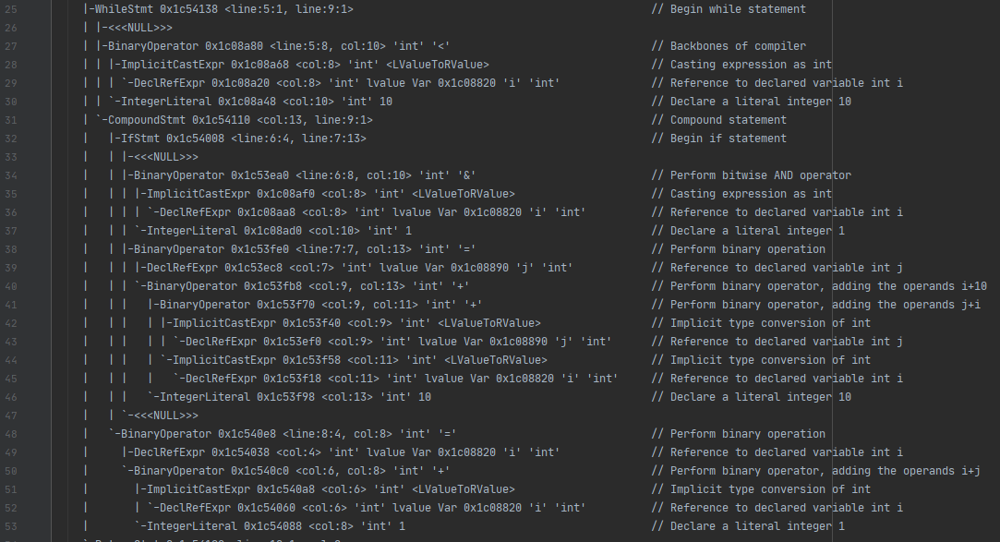 25 |-WhileStmt 0x1c54138 <line:5:1, line:9:1> // Begin while statement
26 | |-<<<NULL>>>
27 | |-BinaryOperator 0x1c08a80 <line:5:8, col:10> 'int' '<' // Backbones of compiler
28 | | |-ImplicitCastExpr 0x1c08a68 <col:8> 'int' <LValueToRValue> // Casting expression as int
29 | | | `-DeclRefExpr 0x1c08a20 <col:8> 'int' lvalue Var 0x1c08820 'i' 'int' // Reference to declared variable int i
30 | | `-IntegerLiteral 0x1c08a48 <col:10> 'int' 10 // Declare a literal integer 10
31 | `-CompoundStmt 0x1c54110 <col:13, line:9:1> // Compound statement
32 |   |-IfStmt 0x1c54008 <line:6:4, line:7:13> // Begin if statement
33 |   | |-<<<NULL>>>
34 |   | |-BinaryOperator 0x1c53ea0 <line:6:8, col:10> 'int' '&' // Perform bitwise AND operator
35 |   | | |-ImplicitCastExpr 0x1c08af0 <col:8> 'int' <LValueToRValue> // Casting expression as int
36 |   | | | `-DeclRefExpr 0x1c08aa8 <col:8> 'int' lvalue Var 0x1c08820 'i' 'int' // Reference to declared variable int i
37 |   | | `-IntegerLiteral 0x1c08ad0 <col:10> 'int' 1 // Declare a literal integer 1
38 |   | |-BinaryOperator 0x1c53fe0 <line:7:7, col:13> 'int' '=' // Perform binary operation
39 |   | | |-DeclRefExpr 0x1c53ec8 <col:7> 'int' lvalue Var 0x1c08890 'j' 'int' // Reference to declared variable int j
40 |   | | `-BinaryOperator 0x1c53fb8 <col:9, col:13> 'int' '+' // Perform binary operator, adding the operands i+10
41 |   | |   |-BinaryOperator 0x1c53f70 <col:9, col:11> 'int' '+' // Perform binary operator, adding the operands j+i
42 |   | |   | |-ImplicitCastExpr 0x1c53f40 <col:9> 'int' <LValueToRValue> // Implicit type conversion of int
43 |   | |   | | `-DeclRefExpr 0x1c53ef0 <col:9> 'int' lvalue Var 0x1c08890 'j' 'int' // Reference to declared variable int j
44 |   | |   | `-ImplicitCastExpr 0x1c53f58 <col:11> 'int' <LValueToRValue> // Implicit type conversion of int
45 |   | |   |   `-DeclRefExpr 0x1c53f18 <col:11> 'int' lvalue Var 0x1c08820 'i' 'int' // Reference to declared variable int i
46 |   | |   `-IntegerLiteral 0x1c53f98 <col:13> 'int' 10 // Declare a literal integer 10
47 |   | `-<<<NULL>>>
48 |   `-BinaryOperator 0x1c540e8 <line:8:4, col:8> 'int' '=' // Perform binary operation
49 |     |-DeclRefExpr 0x1c54038 <col:4> 'int' lvalue Var 0x1c08820 'i' 'int' // Reference to declared variable int i
50 |     `-BinaryOperator 0x1c540c0 <col:6, col:8> 'int' '+' // Perform binary operator, adding the operands i+j
51 |       |-ImplicitCastExpr 0x1c540a8 <col:6> 'int' <LValueToRValue> // Implicit type conversion of int
52 |       | `-DeclRefExpr 0x1c54060 <col:6> 'int' lvalue Var 0x1c08820 'i' 'int' // Reference to declared variable int i
53 |       `-IntegerLiteral 0x1c54088 <col:8> 'int' 1 // Declare a literal integer 1